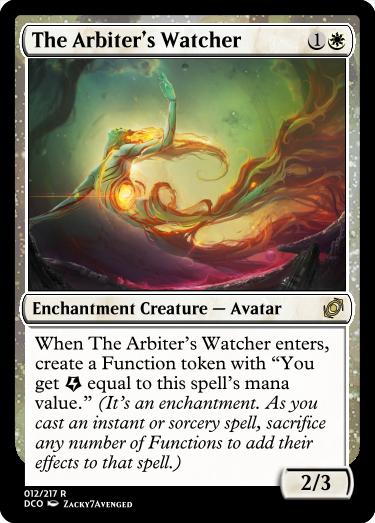 The Arbiter's Watcher 1
Enchantment Creature — Avatar
When The Arbiter's Watcher enters,
create a Function token with “You
get equal to this spell's mana
value.” (It's an enchantment. As you
cast an instant or sorcery spell, sacrifice
any number of Functions to add their
effects to that spell.)
2/3
012/217 R
DCO Zacky7Avenged